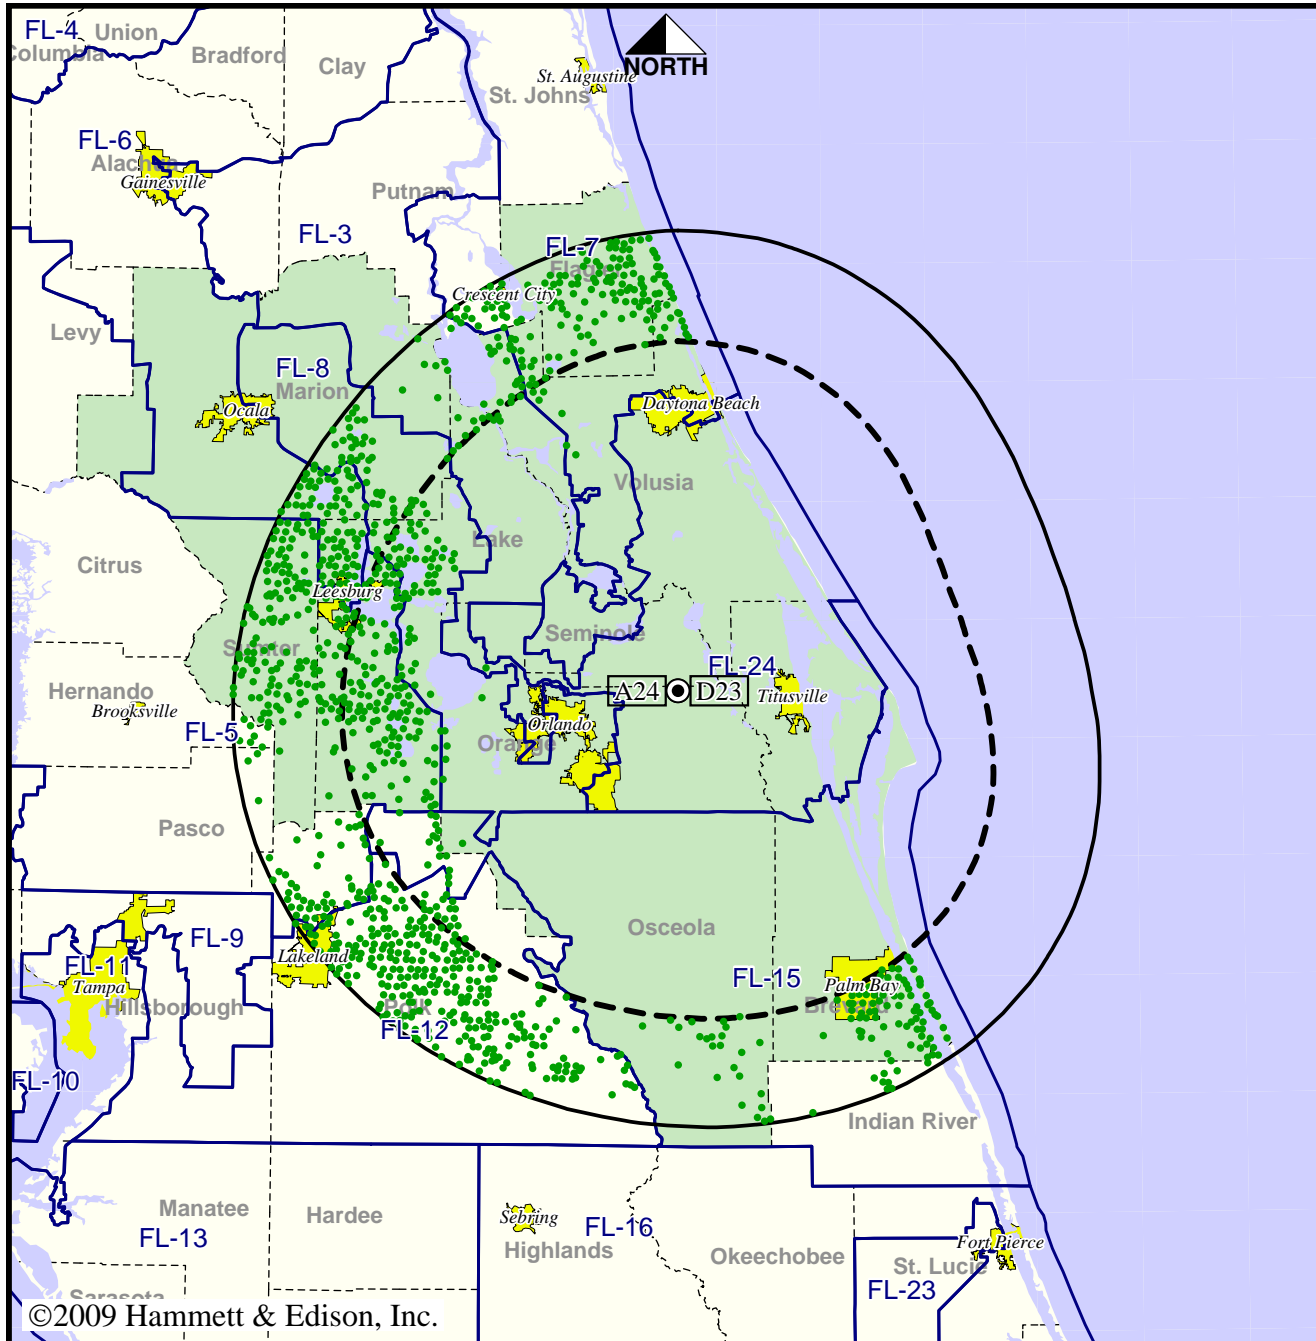 FL-4
Union
Columbia
Bradford
Clay
NORTH
St. Augustine
St. Johns
FL-6
Alachua
Gainesville
Putnam
FL-3
FL-7
Flagler
Crescent City
Levy
FL-8
Marion
Ocala
Daytona Beach
Volusia
Lake
Citrus
Leesburg
Seminole
Sumter
FL-24
A24
D23
Titusville
Hernando
Brooksville
Orlando
FL-5
Orange
Pasco
Osceola
FL-9
Lakeland
FL-11
Tampa
FL-15
Palm Bay
Hillsborough
Polk
Brevard
FL-12
FL-10
Indian River
Manatee
Hardee
Sebring
FL-16
FL-13
Highlands
Okeechobee
Fort Pierce
St. Lucie
FL-23
Sarasota
©2009 Hammett & Edison, Inc.